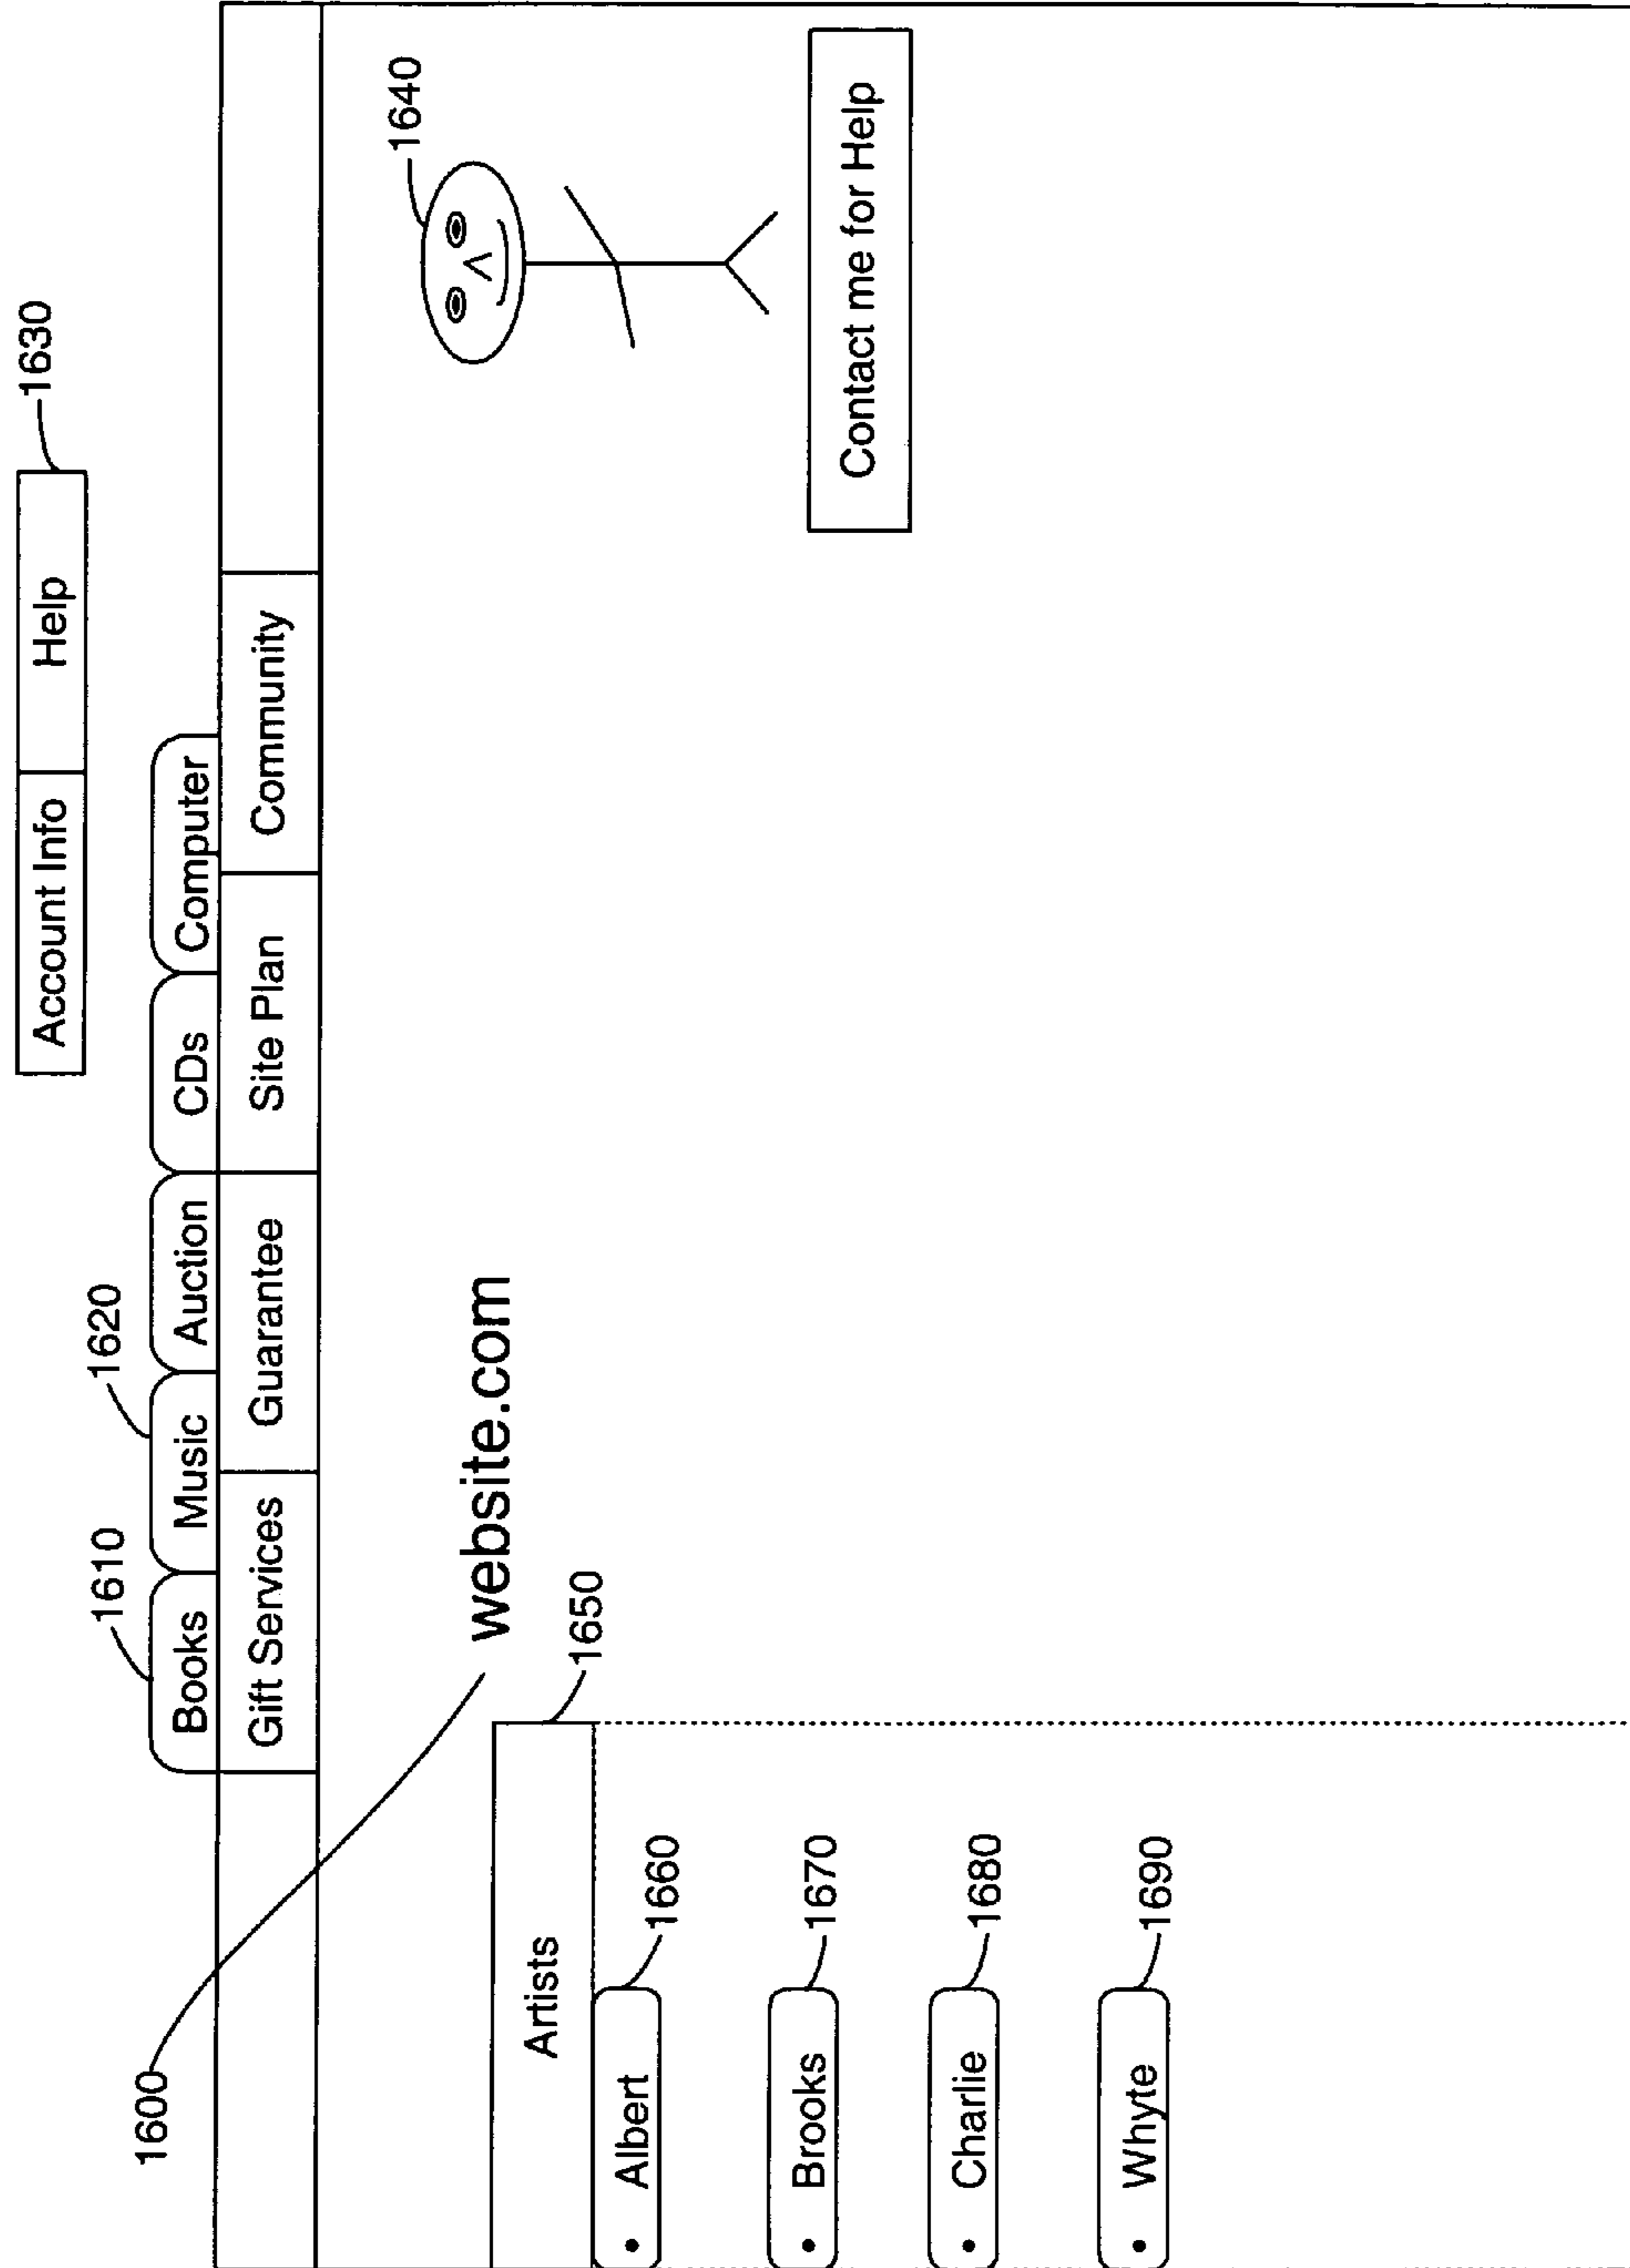 1630
Account Info Help
1610 1620
Books Music Auction CDs Computer
1600
Gift Services Guarantee Site Plan Community
1640
website.com
1650
Artists
Albert 1660
Contact me for Help
• Brooks 1670
• Charlie 1680
• Whyte 1690